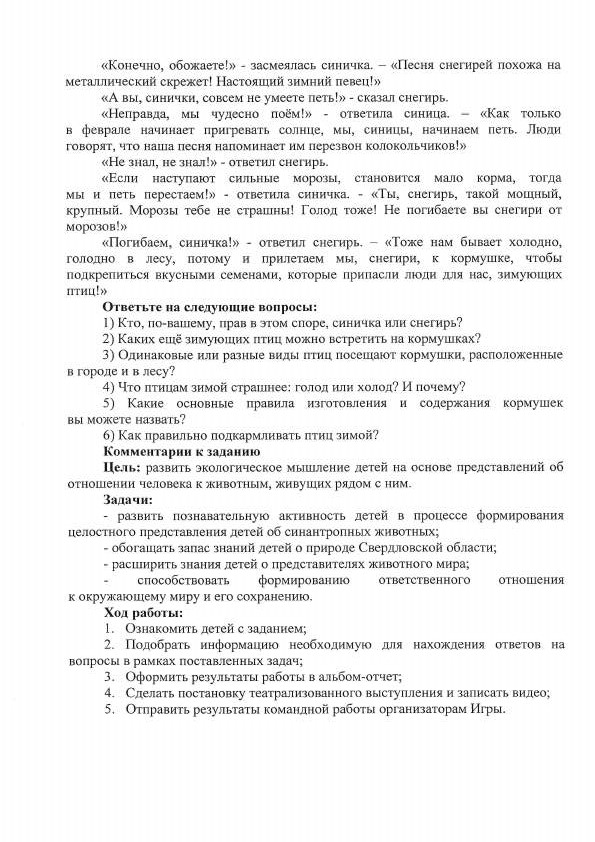 «Конечно, обожаете!» - засмеялась синичка. – «Песня снегирей похожа на
металлический скрежет! Настоящий зимний певец!»
«А вы, синички, совсем не умеете петь!» - сказал снегирь.
«Неправда, мы чудесно поём!» - ответила синица. – «Как только
в феврале начинает пригревать солнце, мы, синицы, начинаем петь. Люди
говорят, что наша песня напоминает им перезвон колокольчиков!»
«Не знал, не знал!» - ответил снегирь.
«Если наступают сильные морозы, становится мало корма, тогда
мы и петь перестаем!» - ответила синичка. - «Ты, снегирь, такой мощный,
крупный. Морозы тебе не страшны! Голод тоже! Не погибаете вы снегири от
морозов!»
«Погибаем, синичка!» - ответил снегирь. – «Тоже нам бывает холодно,
голодно в лесу, потому и прилетаем мы, снегири, к кормушке, чтобы
подкрепиться вкусными семенами, которые припасли люди для нас, зимующих
птиц!»
Ответьте на следующие вопросы:
1) Кто, по-вашему, прав в этом споре, синичка или снегирь?
2) Каких ещё зимующих птиц можно встретить на кормушках?
3) Одинаковые или разные виды птиц посещают кормушки, расположенные
в городе и в лесу?
4) Что птицам зимой страшнее: голод или холод? И почему?
5) Какие основные правила изготовления и содержания кормушек
вы можете назвать?
6) Как правильно подкармливать птиц зимой?
Комментарии к заданию
Цель: развить экологическое мышление детей на основе представлений об
отношении человека к животным, живущих рядом с ним.
Задачи:
- развить познавательную активность детей в процессе формирования
целостного представления детей об синантропных животных;
- обогащать запас знаний детей о природе Свердловской области;
- расширить знания детей о представителях животного мира;
- способствовать формированию ответственного отношения
к окружающему миру и его сохранению.
Ход работы:
1. Ознакомить детей с заданием;
2. Подобрать информацию необходимую для нахождения ответов на
вопросы в рамках поставленных задач;
3. Оформить результаты работы в альбом-отчет;
4. Сделать постановку театрализованного выступления и записать видео;
5. Отправить результаты командной работы организаторам Игры.